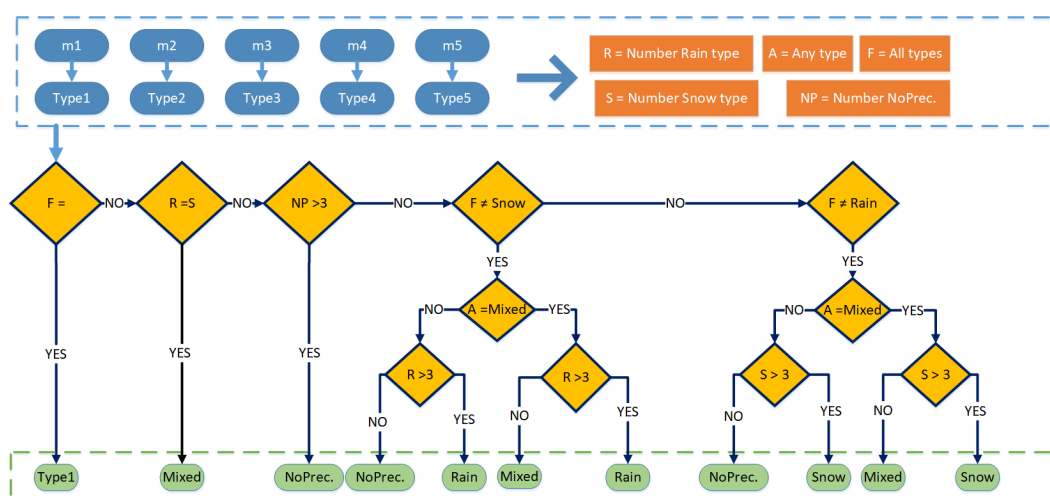 m1
m2
m3
m4
m5
R = Number Rain type
A = Any type
F = All types
Type1
Type2
Type3
Type4
Type5
S = Number Snow type
NP = Number NoPrec.
F =
NO
R =S
NO
NP >3
NO
F ≠ Snow
NO
F ≠ Rain
YES
YES
NO
A =Mixed
YES
NO
A =Mixed
YES
YES
YES
YES
R >3
R >3
S > 3
S > 3
NO
YES
NO
YES
NO
YES
NO
YES
Type1
Mixed
NoPrec.
NoPrec.
Rain
Mixed
Rain
NoPrec.
Snow
Mixed
Snow